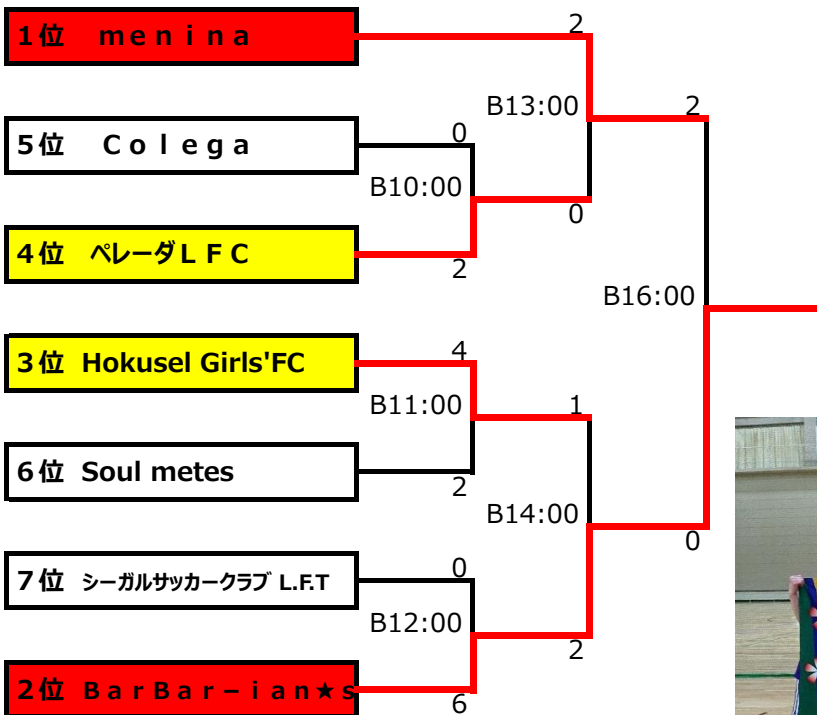 1位 menina
2
B13:00
2
5位 Colega
0
B10:00
0
4位 ペレーダLFC
2
B16:00
3位 Hokusel Girls'FC
4
B11:00
1
6位 Soul metes
2
B14:00
0
7位 シーガルサッカークラブ L.F.T
0
B12:00
2
2位 BarBar－ian★s
6